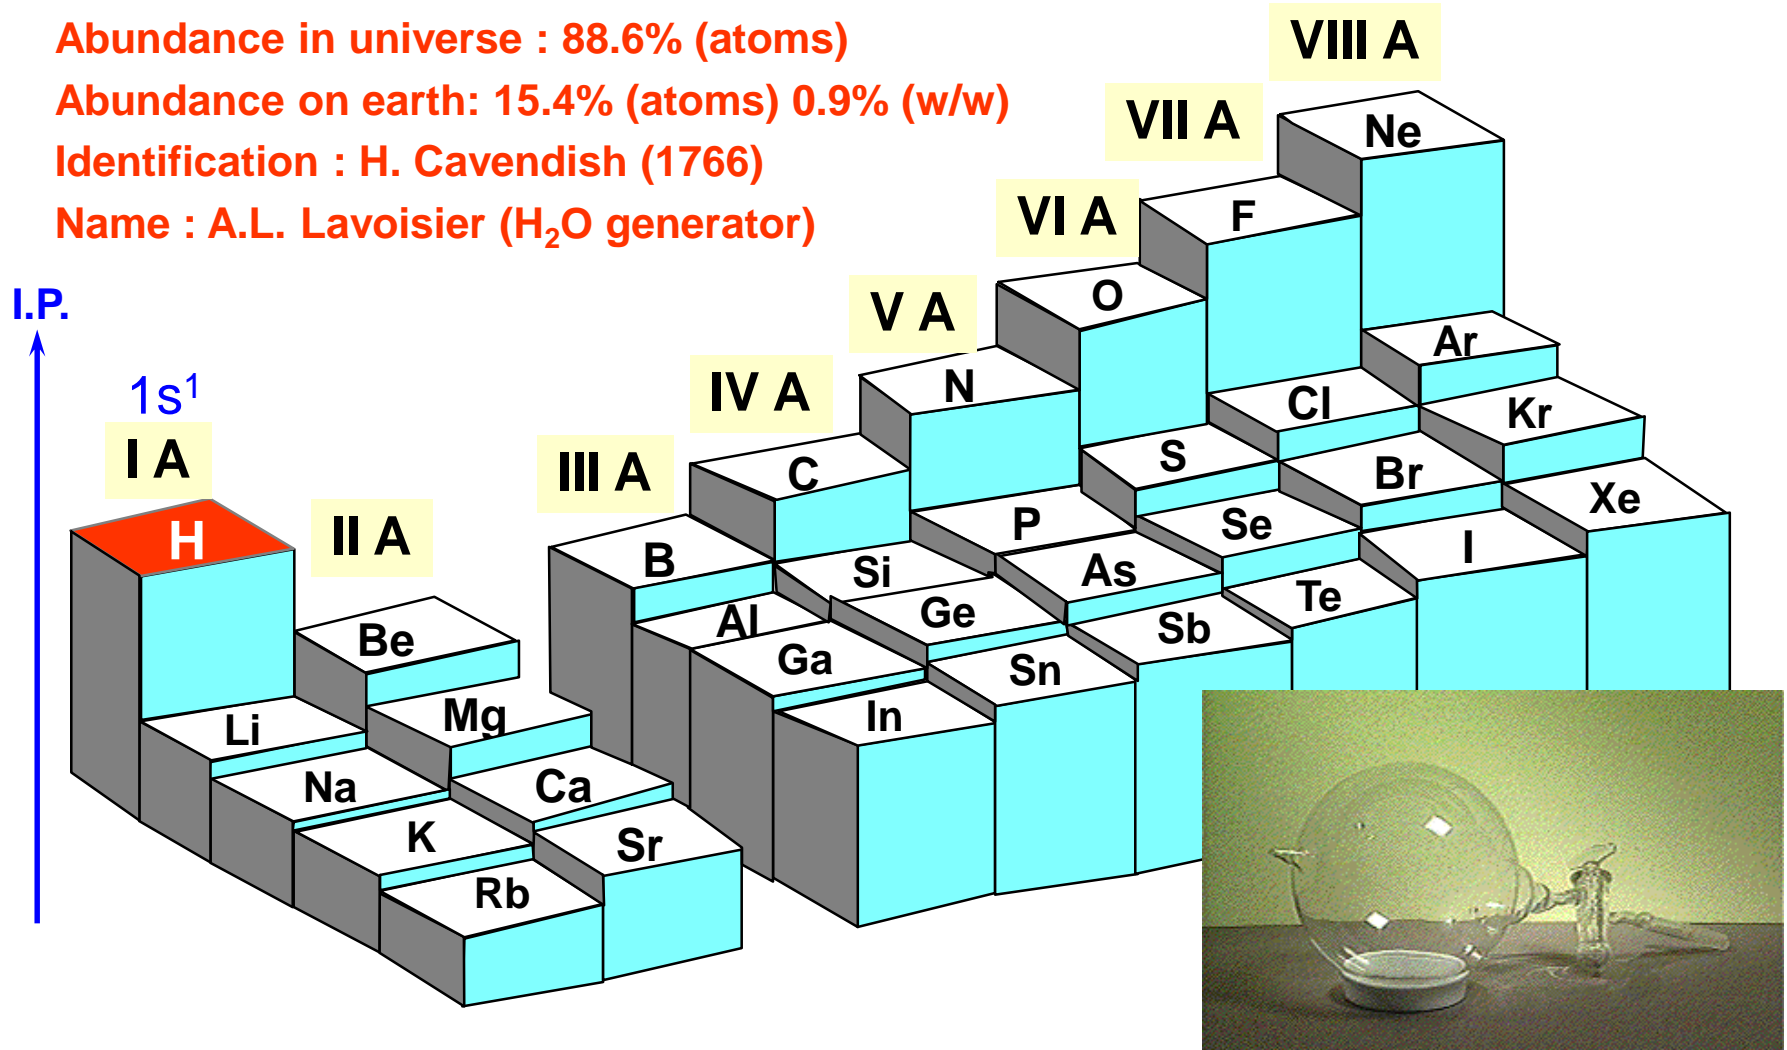 Abundance in universe : 88.6% (atoms)
Abundance on earth: 15.4% (atoms) 0.9% (w/w)
Identification : H. Cavendish (1766)
Name : A.L. Lavoisier (H₂O generator)
I.P.
1s¹
I A
II A
III A
IV A
V A
VI A
VII A
VIII A
H
Li
Na
K
Rb
Be
Mg
Ca
Sr
B
Al
Ga
In
C
Si
Ge
Sn
N
P
As
Sb
O
S
Se
Te
F
Cl
Br
I
Ne
Ar
Kr
Xe